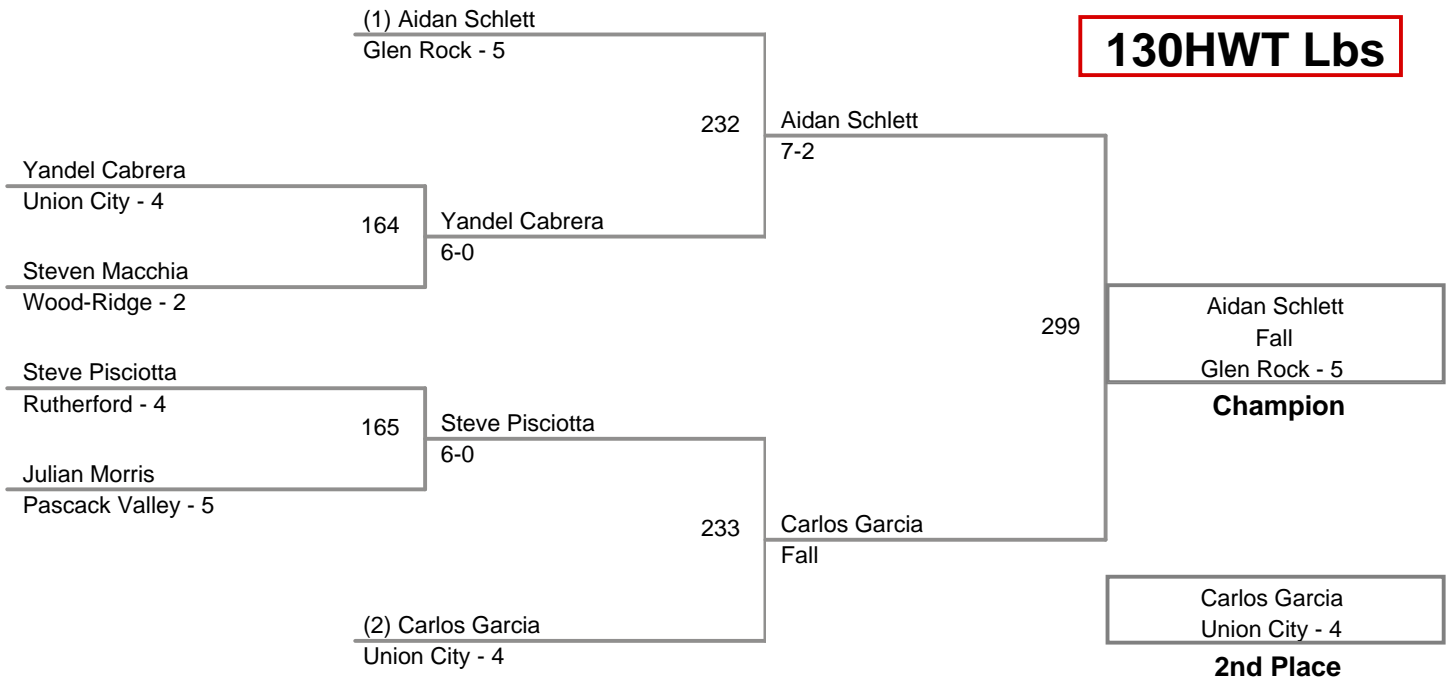 (1) Aidan Schlett
Glen Rock - 5
130HWT Lbs
232
Aidan Schlett
7-2
Yandel Cabrera
Union City - 4
164
Yandel Cabrera
6-0
Steven Macchia
Wood-Ridge - 2
299
Aidan Schlett
Fall
Glen Rock - 5
Champion
Steve Pisciotta
Rutherford - 4
165
Steve Pisciotta
6-0
Julian Morris
Pascack Valley - 5
233
Carlos Garcia
Fall
(2) Carlos Garcia
Union City - 4
Carlos Garcia
Union City - 4
2nd Place